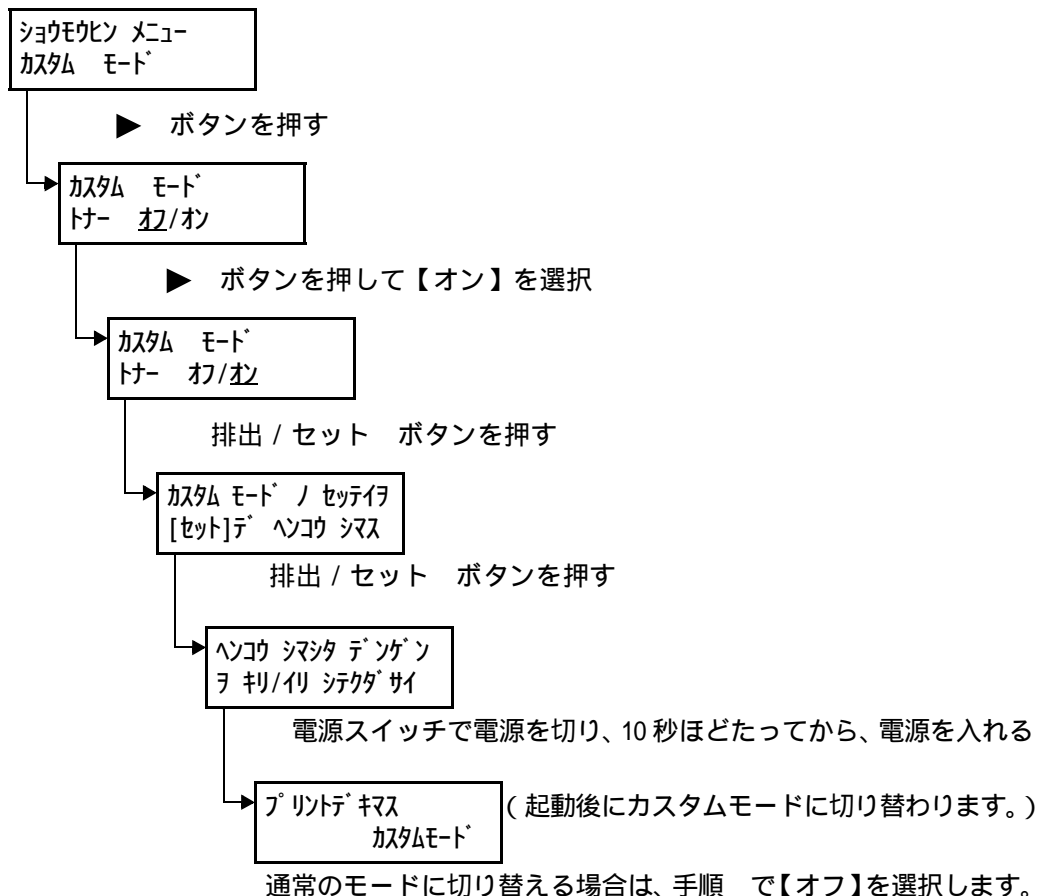 ｼｮｳﾓｳﾋﾝ ﾒﾆｭｰ
ｶｽﾀﾑ ﾓｰﾄﾞ
▶ ボタンを押す
ｶｽﾀﾑ ﾓｰﾄﾞ
ﾄﾅｰ ｵﾌ/ｵﾝ
▶ ボタンを押して【オン】を選択
ｶｽﾀﾑ ﾓｰﾄﾞ
ﾄﾅｰ ｵﾌ/ｵﾝ
排出 / セット ボタンを押す
ｶｽﾀﾑ ﾓｰﾄﾞ ﾉ ｾｯﾃｲｦ
[ｾｯﾄ]ﾃﾞ ﾍﾝｺｳ ｼﾏｽ
排出 / セット ボタンを押す
ﾍﾝｺｳ ｼﾏｼﾀ ﾃﾞﾝｹﾞﾝ
ｦ ｷﾘ/ｲﾘ ｼﾃｸﾀﾞｻｲ
電源スイッチで電源を切り、10 秒ほどたってから、電源を入れる
ﾌﾟﾘﾝﾄﾃﾞｷﾏｽ （起動後にカスタムモードに切り替わります。）
ｶｽﾀﾑﾓｰﾄﾞ
通常のモードに切り替える場合は、手順 で【オフ】を選択します。